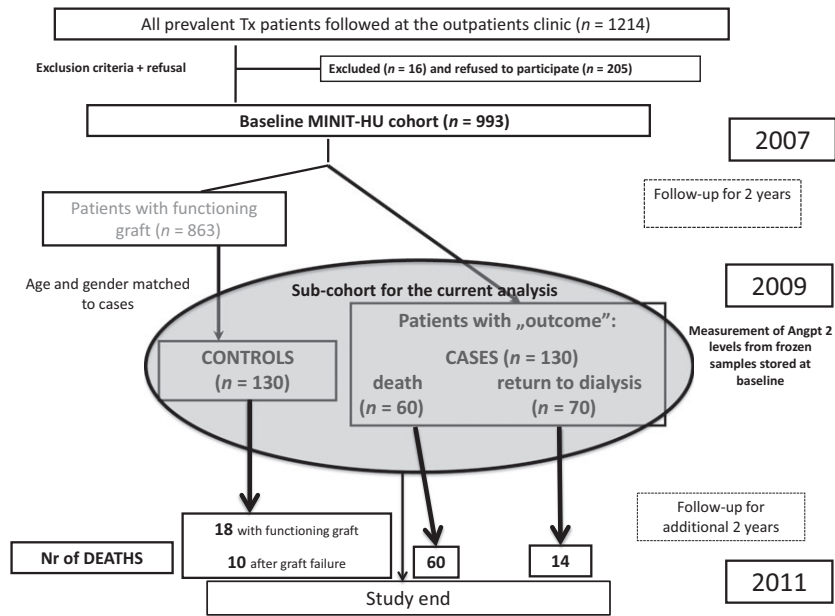 All prevalent Tx patients followed at the outpatients clinic (n = 1214)
Exclusion criteria + refusal
Excluded (n = 16) and refused to participate (n = 205)
Baseline MINIT-HU cohort (n = 993)
2007
Follow-up for 2 years
Patients with functioning
graft (n = 863)
Age and gender matched
to cases
Sub-cohort for the current analysis
2009
Measurement of Angpt 2
levels from frozen
samples stored at
baseline
Patients with „outcome”:
CONTROLS
(n = 130)
CASES (n = 130)
death
(n = 60)
return to dialysis
(n = 70)
Follow-up for
additional 2 years
Nr of DEATHS
18 with functioning graft
10 after graft failure
60
14
Study end
2011